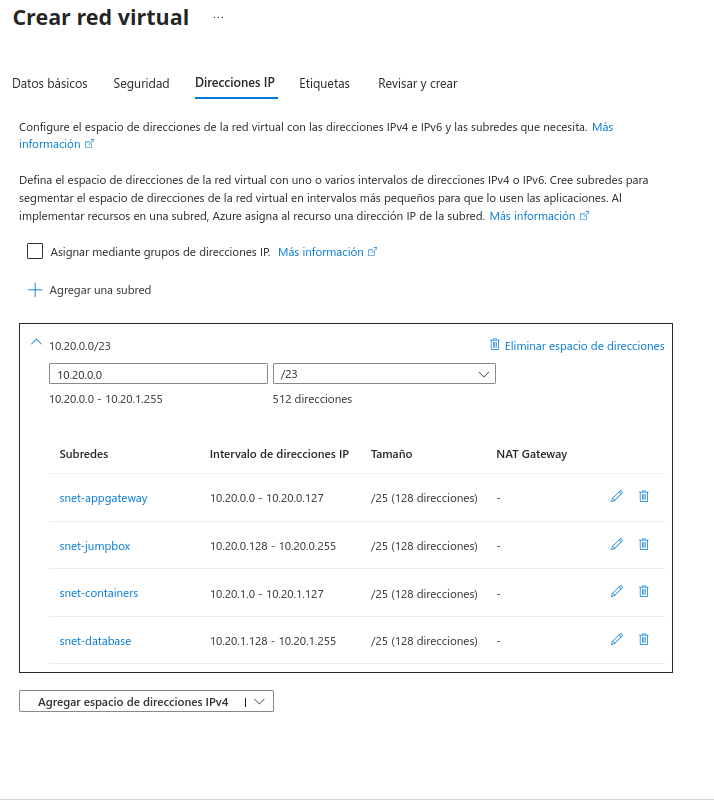 Crear red virtual ...
Datos básicos Seguridad Direcciones IP Etiquetas Revisar y crear
Configure el espacio de direcciones de la red virtual con las direcciones IPv4 e IPv6 y las subredes que necesita. Más
información
Defina el espacio de direcciones de la red virtual con uno o varios intervalos de direcciones IPv4 o IPv6. Cree subredes para
segmentar el espacio de direcciones de la red virtual en intervalos más pequeños para que lo usen las aplicaciones. Al
implementar recursos en una subred, Azure asigna al recurso una dirección IP de la subred. Más información
Asignar mediante grupos de direcciones IP. Más información
Agregar una subred
10.20.0.0/23 Eliminar espacio de direcciones
10.20.0.0 /23
10.20.0.0 - 10.20.1.255 512 direcciones
Subredes Intervalo de direcciones IP Tamaño NAT Gateway
snet-appgateway 10.20.0.0 - 10.20.0.127 /25 (128 direcciones) -
snet-jumpbox 10.20.0.128 - 10.20.0.255 /25 (128 direcciones) -
snet-containers 10.20.1.0 - 10.20.1.127 /25 (128 direcciones) -
snet-database 10.20.1.128 - 10.20.1.255 /25 (128 direcciones) -
Agregar espacio de direcciones IPv4 |